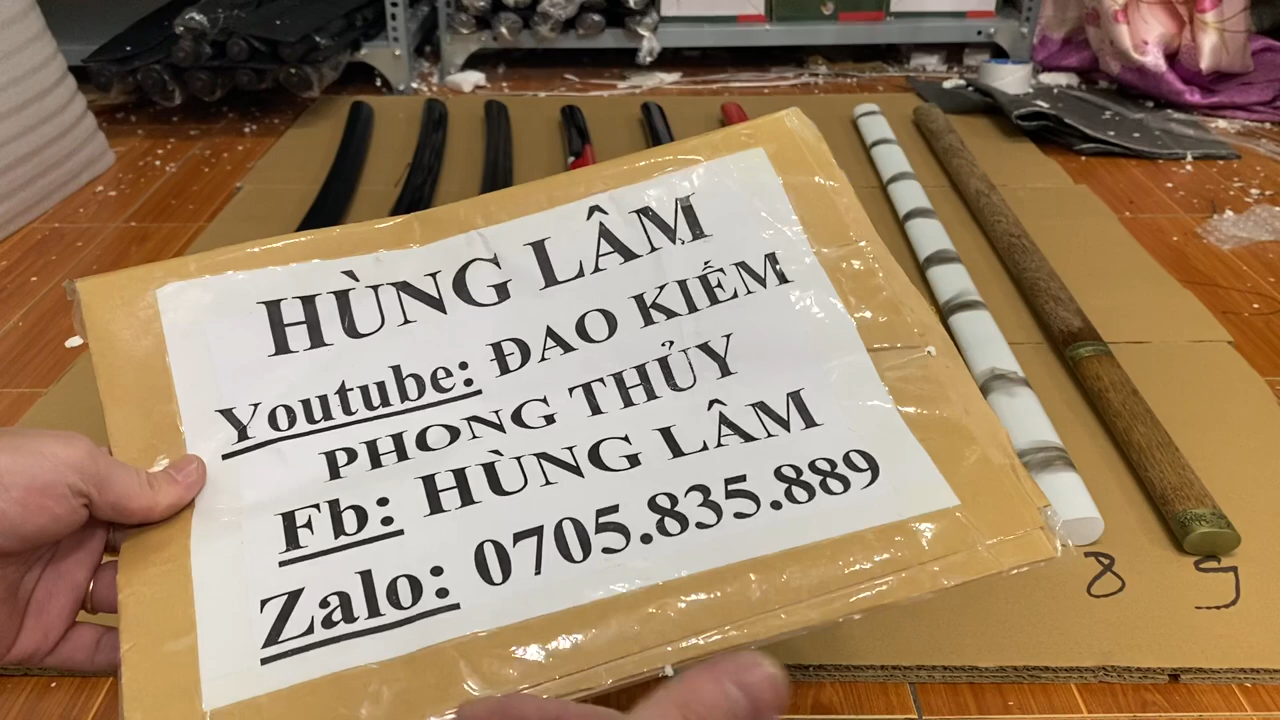 HÙNG LÂM
Youtube: ĐAO KIẾM
PHONG THỦY
Fb: HÙNG LÂM
Zalo: 0705.835.889
8 9